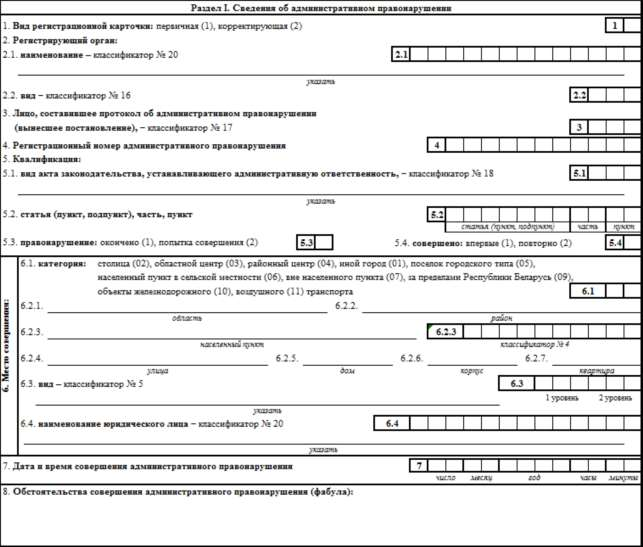 Раздел I. Сведения об административном правонарушении
1. Вид регистрационной карточки: первичная (1), корректирующая (2) 1
2. Регистрирующий орган:
2.1. наименование – классификатор № 20 2.1
указать
2.2. вид – классификатор № 16 2.2
3. Лицо, составившее протокол об административном правонарушении
(вынесшее постановление), – классификатор № 17 3
4. Регистрационный номер административного правонарушения 4
5. Квалификация:
5.1. вид акта законодательства, устанавливающего административную ответственность, – классификатор № 18 5.1
указать
5.2. статья (пункт, подпункт), часть, пункт 5.2
статья (пункт, подпункт) часть пункт
5.3. правонарушение: окончено (1), попытка совершения (2) 5.3 5.4. совершено: впервые (1), повторно (2) 5.4
6. Место совершения:
6.1. категория: столица (02), областной центр (03), районный центр (04), иной город (01), поселок городского типа (05),
населенный пункт в сельской местности (06), вне населенного пункта (07), за пределами Республики Беларусь (09),
объекты железнодорожного (10), воздушного (11) транспорта 6.1
6.2.1. 6.2.2.
область район
6.2.3. 6.2.3
населенный пункт классификатор № 4
6.2.4. 6.2.5. 6.2.6. 6.2.7.
улица дом корпус квартира
6.3. вид – классификатор № 5 6.3
1 уровень 2 уровень
указать
6.4. наименование юридического лица – классификатор № 20 6.4
указать
7. Дата и время совершения административного правонарушения 7
число месяц год часы минуты
8. Обстоятельства совершения административного правонарушения (фабула):